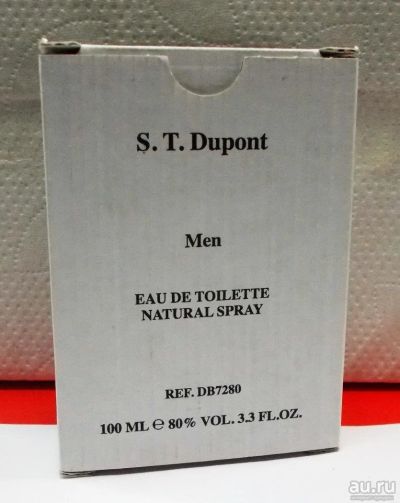 S. T. Dupont
Men
EAU DE TOILETTE
NATURAL SPRAY
REF. DB7280
100 ML ℮ 80% VOL. 3.3 FL.OZ.
au.ru